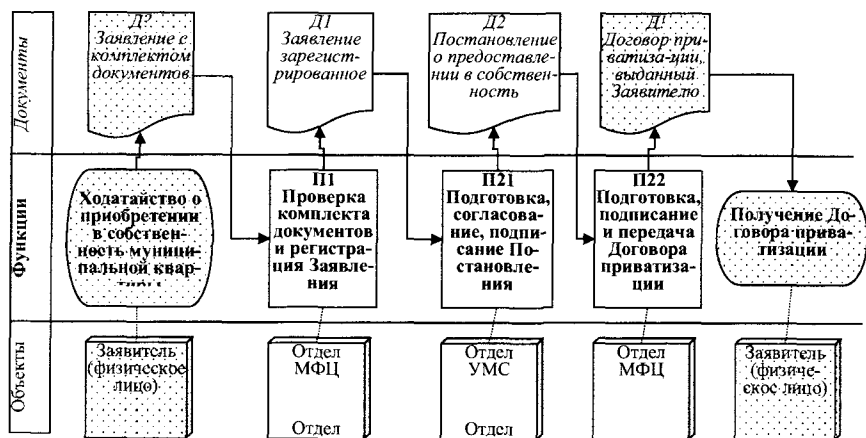 Документы
Д?
Заявление с
комплектом
документов
Д1
Заявление
зарегист-
рированное
Д2
Постановление
о предоставле-
нии в собствен-
ность
Д!
Договор при-
ватизации,
выданный
Заявителю
Функции
Ходатайство о
приобретении
в собствен-
ность муници-
пальной квар-
П1
Проверка
комплекта
документов
и регистра-
ция Заявле-
ния
П21
Подготовка,
согласова-
ние, подпи-
сание По-
становле-
ния
П22
Подготовка,
подписание
и передача
Договора
приватиза-
ции
Получение До-
говора прива-
тизации
Объекты
Заявитель
(физическое
лицо)
Отдел
МФЦ
Отдел
Отдел
УМС
Отдел
Отдел
МФЦ
Заявитель
(физиче-
ское лицо)